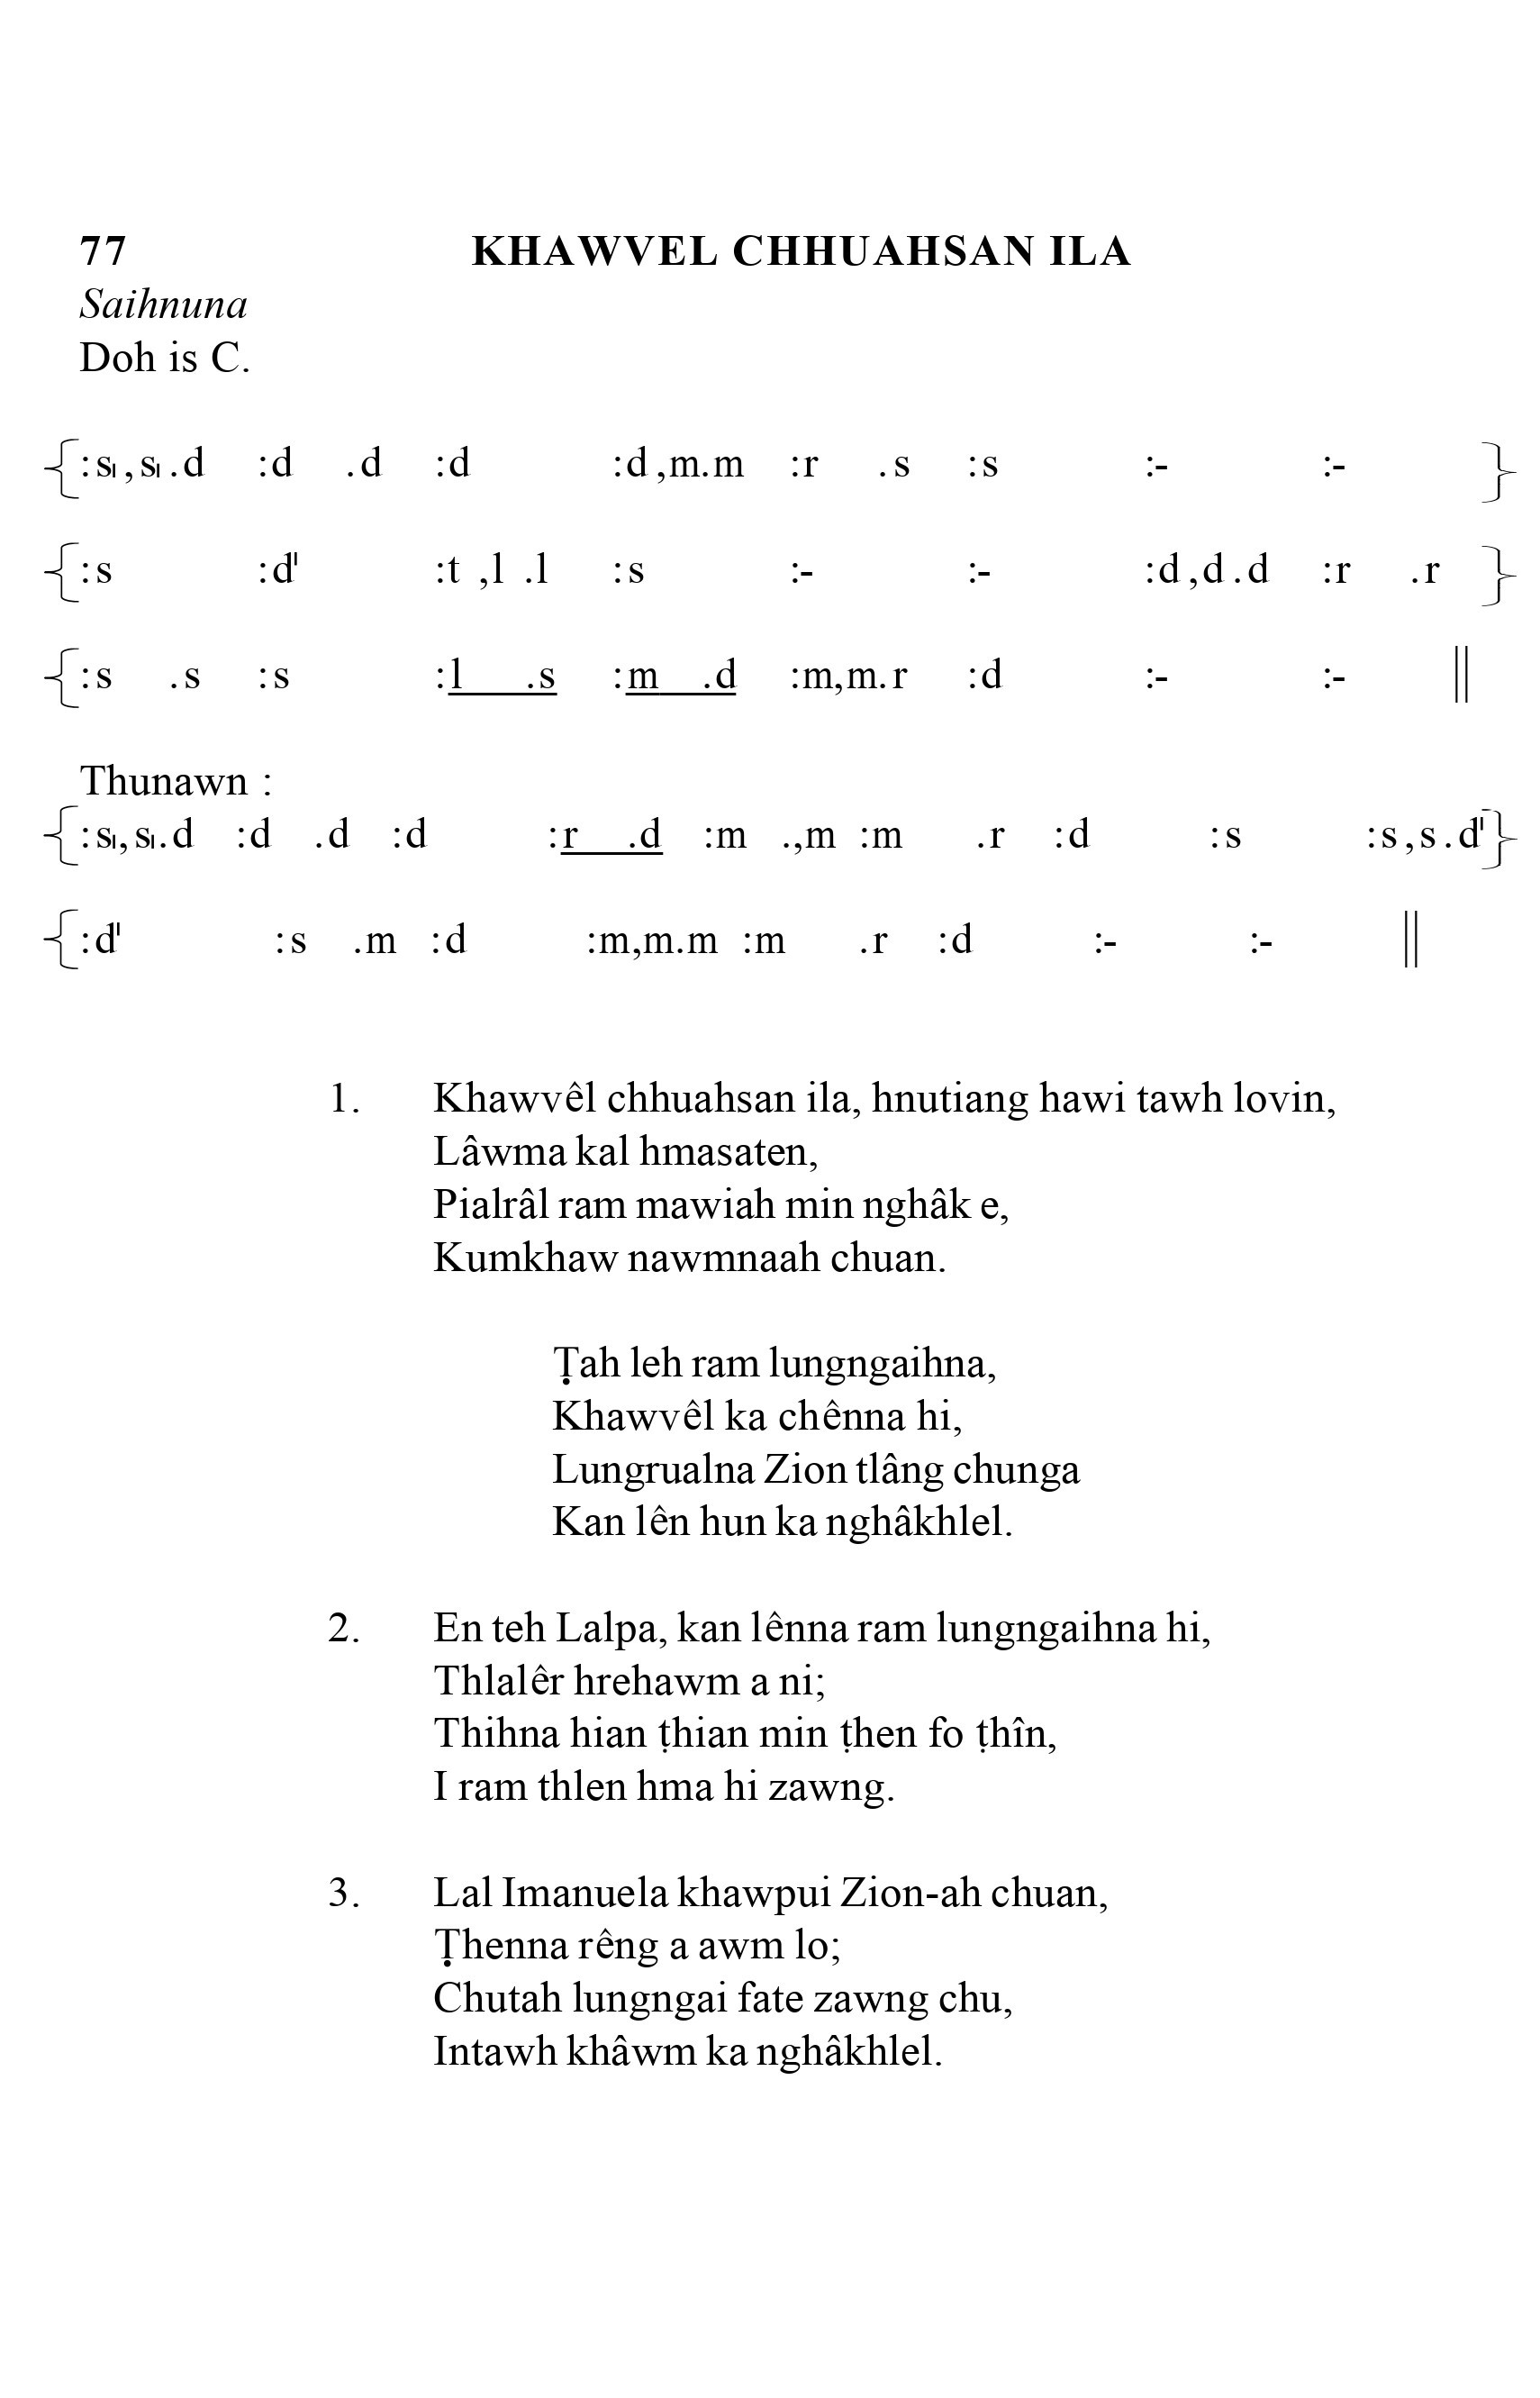 77 KHAWVEL CHHUAHSAN ILA
Saihnuna
Doh is C.
{:s₁,s₁.d :d .d :d :d,m.m :r .s :s :- :- }
{:s :d' :t ,l .l :s :- :- :d,d.d :r .r }
{:s .s :s :l .s :m .d :m,m.r :d :- :- ||
Thunawn :
{:s₁,s₁.d :d .d :d :r .d :m .,m :m .r :d :s :s,s.d' }
{:d' :s .m :d :m,m.m :m .r :d :- :- ||
1. Khawvêl chhuahsan ila, hnutiang hawi tawh lovin,
Lâwma kal hmasaten,
Pialrâl ram mawiah min nghâk e,
Kumkhaw nawmnaah chuan.
Ṭah leh ram lungngaihna,
Khawvêl ka chênna hi,
Lungrualna Zion tlâng chunga
Kan lên hun ka nghâkhlel.
2. En teh Lalpa, kan lênna ram lungngaihna hi,
Thlalêr hrehawm a ni;
Thihna hian ṭhian min ṭhen fo ṭhîn,
I ram thlen hma hi zawng.
3. Lal Imanuela khawpui Zion-ah chuan,
Ṭhenna rêng a awm lo;
Chutah lungngai fate zawng chu,
Intawh khâwm ka nghâkhlel.